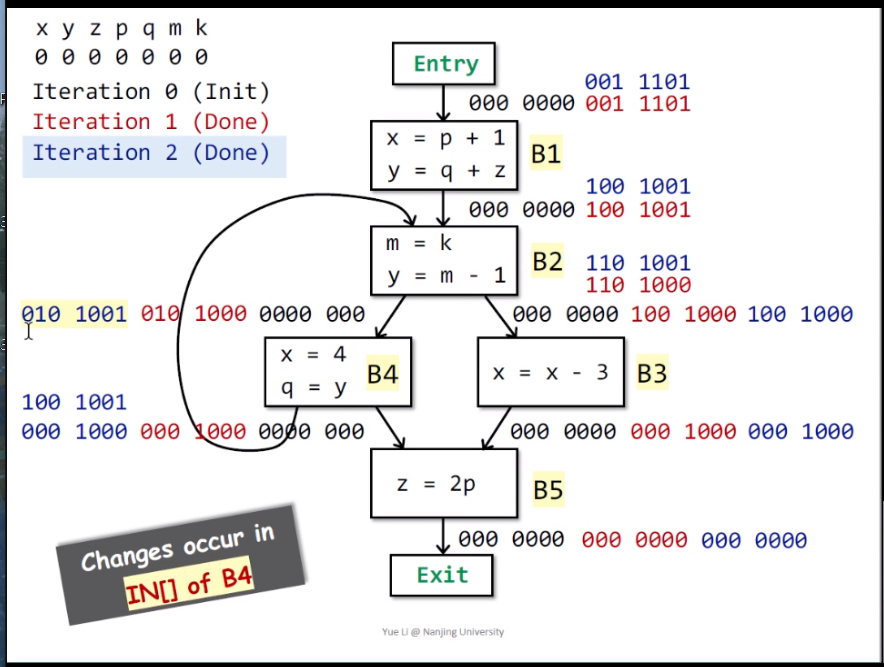 x y z p q m k
0 0 0 0 0 0 0
Iteration 0 (Init)
Iteration 1 (Done)
Iteration 2 (Done)
Entry
001 1101
000 0000 001 1101
x = p + 1
y = q + z
B1
100 1001
000 0000 100 1001
m = k
y = m - 1
B2
110 1001
110 1000
010 1001 010 1000 0000 000
000 0000 100 1000 100 1000
x = 4
q = y
B4
x = x - 3
B3
100 1001
000 1000 000 1000 0000 000
000 0000 000 1000 000 1000
z = 2p
B5
000 0000 000 0000 000 0000
Exit
Changes occur in
IN[] of B4
Yue Li @ Nanjing University